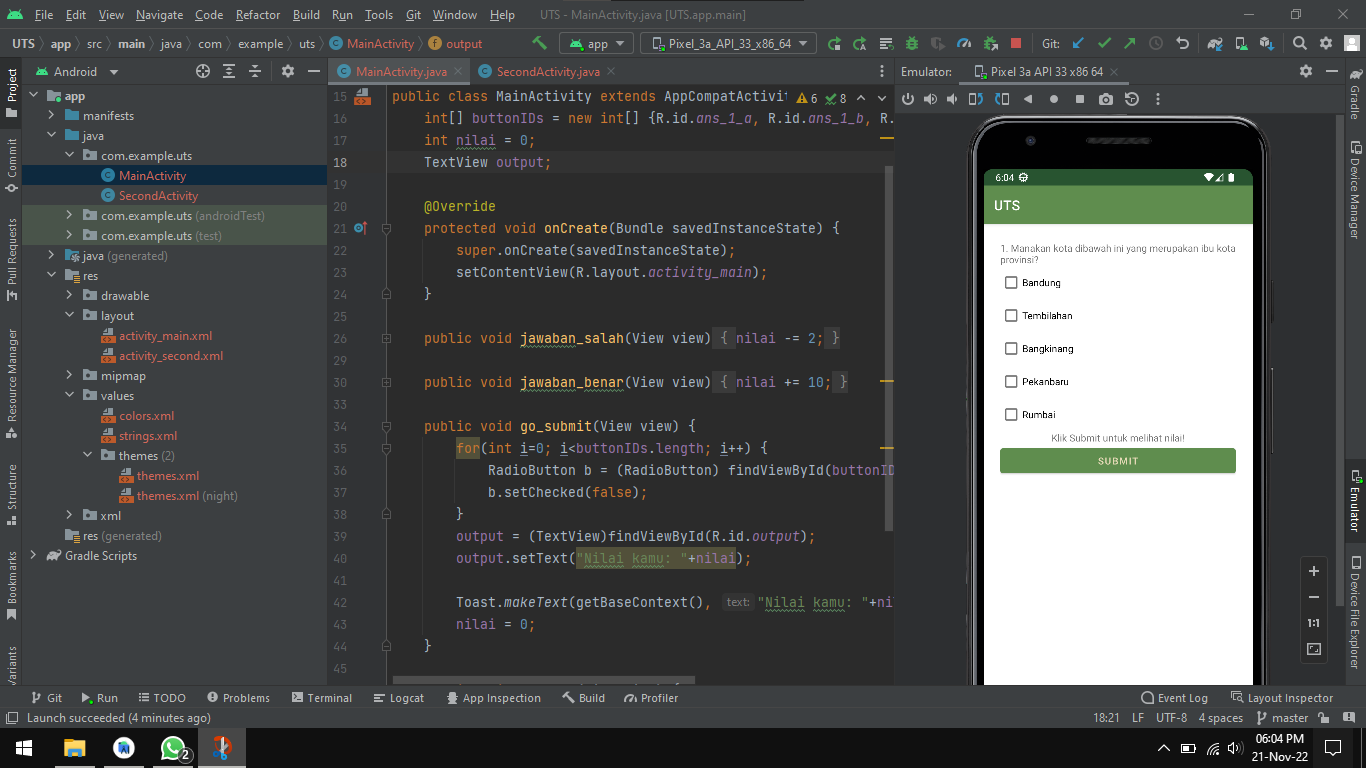 File Edit View Navigate Code Refactor Build Run Tools Git Window Help UTS - MainActivity.java [UTS.app.main]
UTS app src main java com example uts MainActivity output app Pixel_3a_API_33_x86_64 Git:
Project
Commit
Pull Requests
Resource Manager
Structure
Bookmarks
Variants
Android
app
manifests
java
com.example.uts
MainActivity
SecondActivity
com.example.uts (androidTest)
com.example.uts (test)
java (generated)
res
drawable
layout
activity_main.xml
activity_second.xml
mipmap
values
colors.xml
strings.xml
themes (2)
themes.xml
themes.xml (night)
xml
res (generated)
Gradle Scripts
MainActivity.java SecondActivity.java
6 8
15 public class MainActivity extends AppCompatActivit
16 int[] buttonIDs = new int[] {R.id.ans_1_a, R.id.ans_1_b, R.
17 int nilai = 0;
18 TextView output;
19
20 @Override
21 protected void onCreate(Bundle savedInstanceState) {
22 super.onCreate(savedInstanceState);
23 setContentView(R.layout.activity_main);
24 }
25
26 public void jawaban_salah(View view) { nilai -= 2; }
29
30 public void jawaban_benar(View view) { nilai += 10; }
33
34 public void go_submit(View view) {
35 for(int i=0; i<buttonIDs.length; i++) {
36 RadioButton b = (RadioButton) findViewById(buttonID
37 b.setChecked(false);
38 }
39 output = (TextView)findViewById(R.id.output);
40 output.setText("Nilai kamu: "+nilai);
41
42 Toast.makeText(getBaseContext(), text: "Nilai kamu: "+ni
43 nilai = 0;
44 }
45
Emulator: Pixel 3a API 33 x86 64
6:04
UTS
1. Manakan kota dibawah ini yang merupakan ibu kota
provinsi?
Bandung
Tembilahan
Bangkinang
Pekanbaru
Rumbai
Klik Submit untuk melihat nilai!
SUBMIT
1:1
Gradle
Device Manager
Emulator
Device File Explorer
Git Run TODO Problems Terminal Logcat App Inspection Build Profiler Event Log Layout Inspector
Launch succeeded (4 minutes ago) 18:21 LF UTF-8 4 spaces master
2
06:04 PM
21-Nov-22